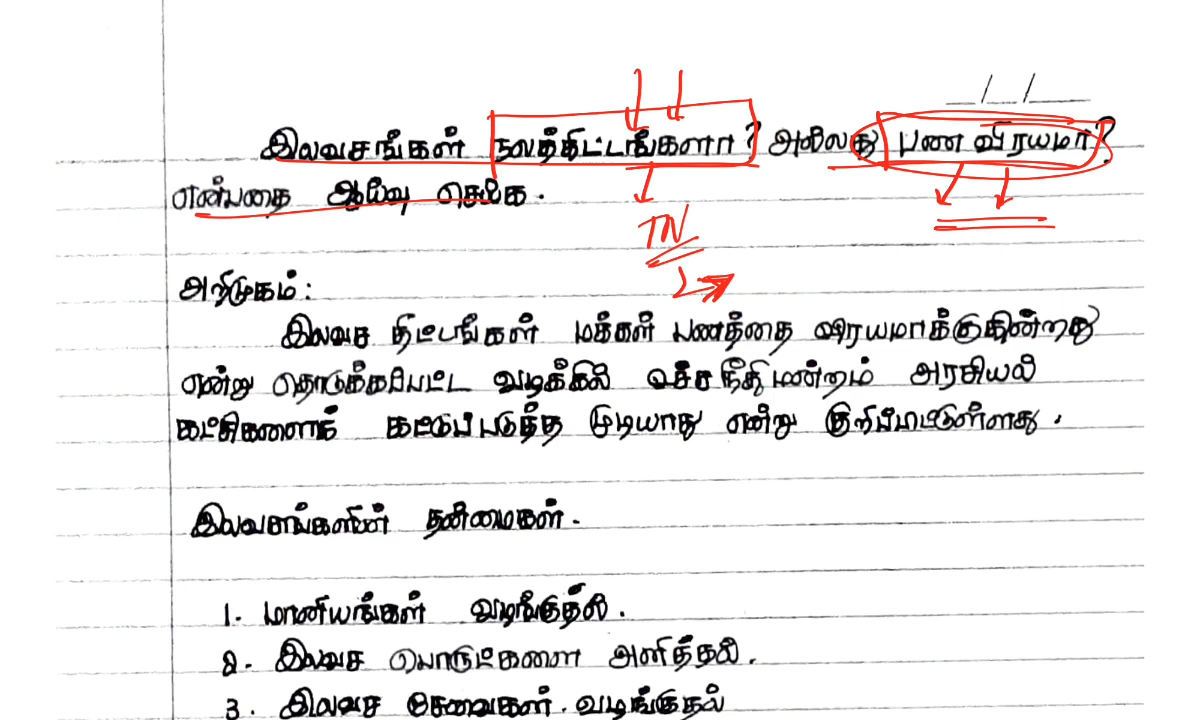 இலவசங்கள் நலத்திட்டங்களா? அல்லது பண விரயமா?
என்பதை ஆய்வு செய்க.
TN
அறிமுகம்:
இலவச திட்டங்கள் மக்கள் பணத்தை விரயமாக்குகின்றது
என்று தொடுக்கப்பட்ட வழக்கில் உச்சநீதிமன்றம் அரசியல்
கட்சிகளைக் கட்டுப்படுத்த முடியாது என்று குறிப்பிட்டுள்ளது.
இலவசங்களின் தன்மைகள்.
1. மானியங்கள் வழங்குதல்.
2. இலவச பொருட்களை அளித்தல்.
3. இலவச சேவைகள் வழங்குதல்